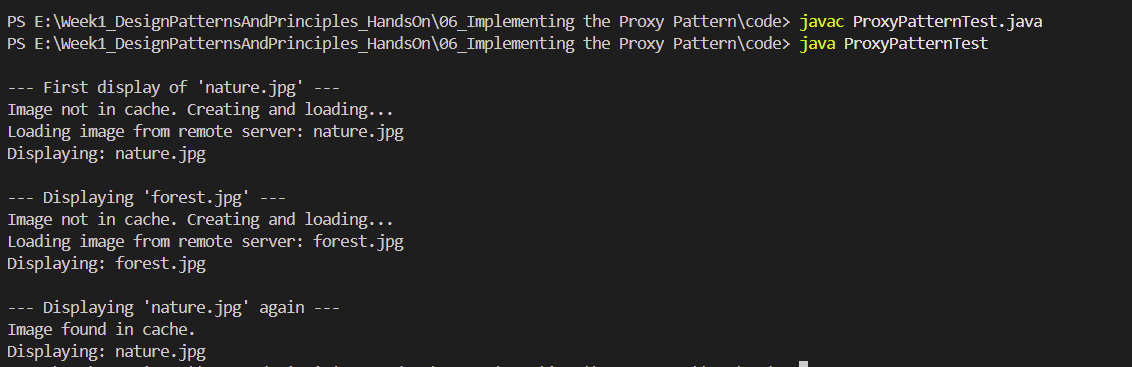 PS E:\Week1_DesignPatternsAndPrinciples_HandsOn\06_Implementing the Proxy Pattern\code> javac ProxyPatternTest.java
PS E:\Week1_DesignPatternsAndPrinciples_HandsOn\06_Implementing the Proxy Pattern\code> java ProxyPatternTest
--- First display of 'nature.jpg' ---
Image not in cache. Creating and loading...
Loading image from remote server: nature.jpg
Displaying: nature.jpg
--- Displaying 'forest.jpg' ---
Image not in cache. Creating and loading...
Loading image from remote server: forest.jpg
Displaying: forest.jpg
--- Displaying 'nature.jpg' again ---
Image found in cache.
Displaying: nature.jpg